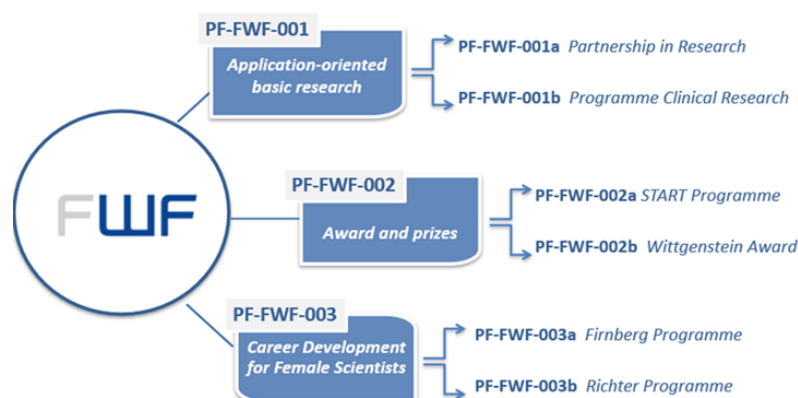 PF-FWF-001
Application-oriented
basic research
PF-FWF-001a Partnership in Research
PF-FWF-001b Programme Clinical Research
FWF
PF-FWF-002
Award and prizes
PF-FWF-002a START Programme
PF-FWF-002b Wittgenstein Award
PF-FWF-003
Career Development
for Female Scientists
PF-FWF-003a Firnberg Programme
PF-FWF-003b Richter Programme